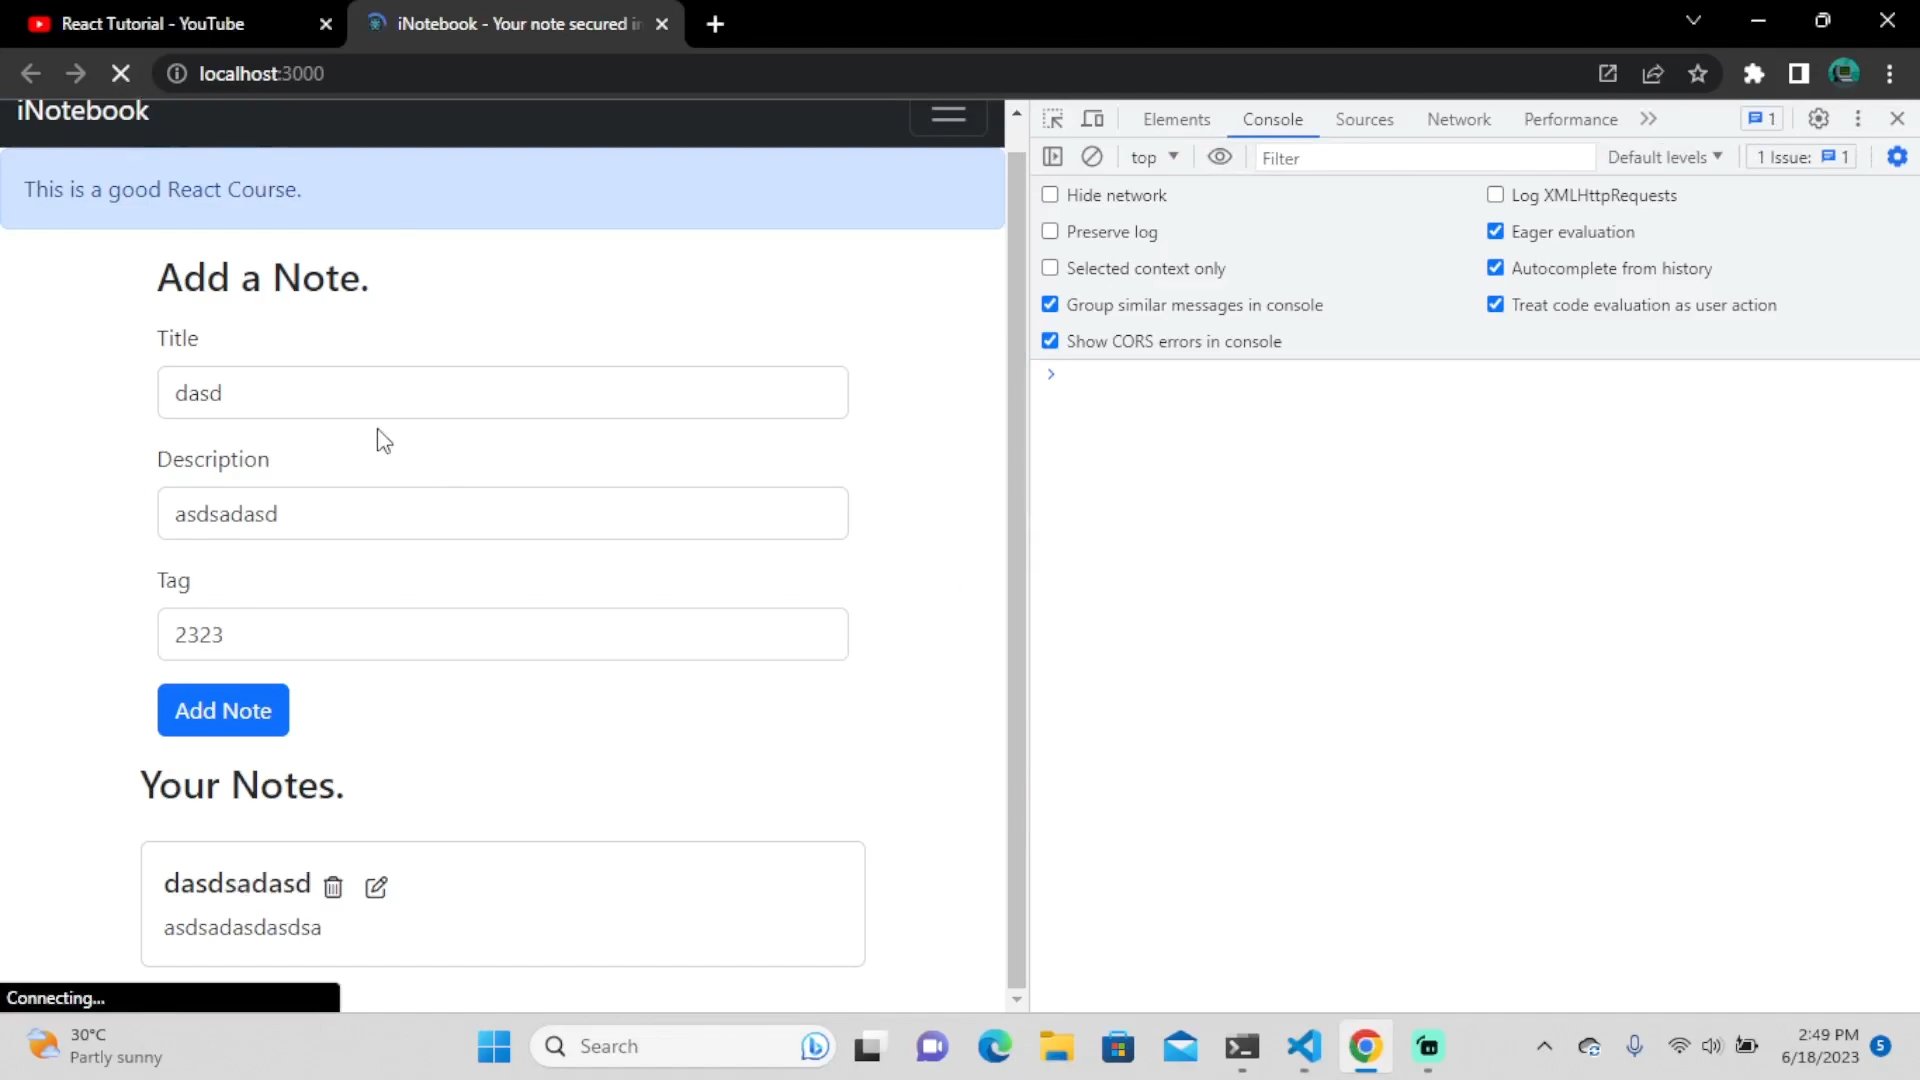 React Tutorial - YouTube
iNotebook - Your note secured i
localhost:3000
iNotebook
This is a good React Course.
Add a Note.
Title
dasd
Description
asdsadasd
Tag
2323
Add Note
Your Notes.
dasdsadasd
asdsadasdasdsa
Connecting...
Elements Console Sources Network Performance 1
top Filter Default levels 1 Issue: 1
Hide network Log XMLHttpRequests
Preserve log Eager evaluation
Selected context only Autocomplete from history
Group similar messages in console Treat code evaluation as user action
Show CORS errors in console
30°C
Partly sunny
Search
2:49 PM
6/18/2023
5